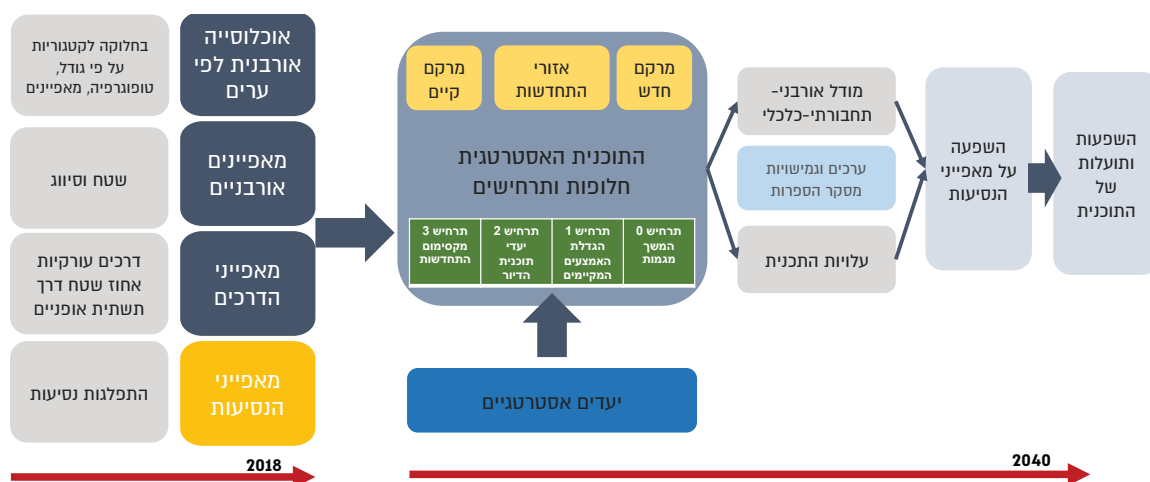 בחלוקה לקטגוריות
על פי גודל,
טופוגרפיה, מאפיינים
אוכלוסייה
אורבנית לפי
ערים
שטח וסיווג
מאפיינים
אורבניים
דרכים עורקיות
אחוז שטח דרך
תשתית אופניים
מאפייני
הדרכים
התפלגות נסיעות
מאפייני
הנסיעות
2018
מרקם
קיים
אזורי
התחדשות
מרקם
חדש
התוכנית האסטרטגית
חלופות ותרחישים
תרחיש 3
מקסימום
התחדשות
תרחיש 2
יעדי
תוכנית
הדיור
תרחיש 1
הגדלת
האמצעים
המקיימים
תרחיש 0
המשך
מגמות
יעדים אסטרטגיים
מודל אורבני-
תחבורתי-כלכלי
ערכים וגמישויות
מסקר הספרות
עלויות התכנית
השפעה
על מאפייני
הנסיעות
השפעות
ותועלות
של
התוכנית
2040